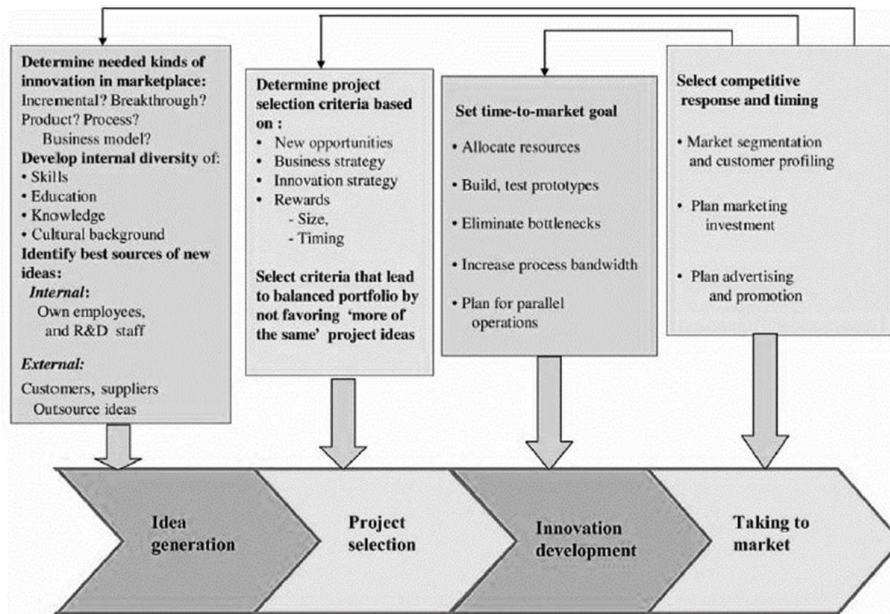 Determine needed kinds of
innovation in marketplace:
Incremental? Breakthrough?
Product? Process?
Business model?
Develop internal diversity of:
• Skills
• Education
• Knowledge
• Cultural background
Identify best sources of new
ideas:
Internal:
Own employees,
and R&D staff
External:
Customers, suppliers
Outsource ideas
Determine project
selection criteria based
on :
• New opportunities
• Business strategy
• Innovation strategy
• Rewards
- Size,
- Timing
Select criteria that lead
to balanced portfolio by
not favoring ‘more of
the same’ project ideas
Set time-to-market goal
• Allocate resources
• Build, test prototypes
• Eliminate bottlenecks
• Increase process bandwidth
• Plan for parallel
operations
Select competitive
response and timing
• Market segmentation
and customer profiling
• Plan marketing
investment
• Plan advertising
and promotion
Idea
generation
Project
selection
Innovation
development
Taking to
market